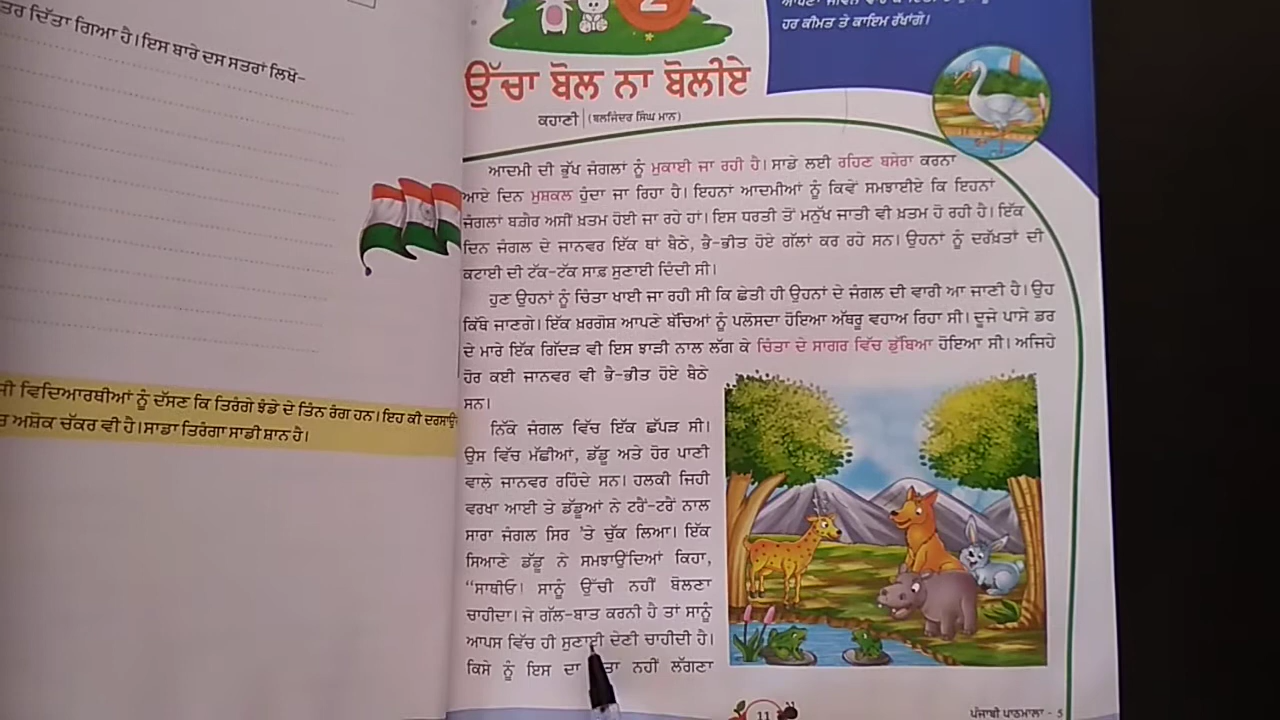 ਤਰ ਦਿੱਤਾ ਗਿਆ ਹੈ। ਇਸ ਬਾਰੇ ਦਸ ਸਤਰਾਂ ਲਿਖੋ-
ਵਿਦਿਆਰਥੀਆਂ ਨੂੰ ਦੱਸਣ ਕਿ ਤਿਰੰਗੇ ਝੰਡੇ ਦੇ ਤਿੰਨ ਰੰਗ ਹਨ। ਇਹ ਕੀ
ਅਸ਼ੋਕ ਚੱਕਰ ਵੀ ਹੈ। ਸਾਡਾ ਤਿਰੰਗਾ ਸਾਡੀ ਸ਼ਾਨ ਹੈ।
2
ਹਰ ਕੀਮਤ ਤੇ ਕਾਇਮ ਰੱਖਾਂਗੇ।
ਉੱਚਾ ਬੋਲ ਨਾ ਬੋਲੀਏ
ਕਹਾਣੀ (ਬਲਜਿੰਦਰ ਸਿੰਘ ਮਾਨ)
ਆਦਮੀ ਦੀ ਭੁੱਖ ਜੰਗਲਾਂ ਨੂੰ ਮੁਕਾਈ ਜਾ ਰਹੀ ਹੈ। ਸਾਡੇ ਲਈ ਰਹਿਣ ਬਸੇਰਾ ਕਰਨਾ
ਆਏ ਦਿਨ ਮੁਸ਼ਕਲ ਹੁੰਦਾ ਜਾ ਰਿਹਾ ਹੈ। ਇਹਨਾਂ ਆਦਮੀਆਂ ਨੂੰ ਕਿਵੇਂ ਸਮਝਾਈਏ ਕਿ ਇਹਨਾਂ
ਜੰਗਲਾਂ ਬਗ਼ੈਰ ਅਸੀਂ ਖ਼ਤਮ ਹੋਈ ਜਾ ਰਹੇ ਹਾਂ। ਇਸ ਧਰਤੀ ਤੋਂ ਮਨੁੱਖ ਜਾਤੀ ਵੀ ਖ਼ਤਮ ਹੋ ਰਹੀ ਹੈ। ਇੱਕ
ਦਿਨ ਜੰਗਲ ਦੇ ਜਾਨਵਰ ਇੱਕ ਥਾਂ ਬੈਠੇ, ਭੈ-ਭੀਤ ਹੋਏ ਗੱਲਾਂ ਕਰ ਰਹੇ ਸਨ। ਉਹਨਾਂ ਨੂੰ ਦਰੱਖ਼ਤਾਂ ਦੀ
ਕਟਾਈ ਦੀ ਟੱਕ-ਟੱਕ ਸਾਫ਼ ਸੁਣਾਈ ਦਿੰਦੀ ਸੀ।
ਹੁਣ ਉਹਨਾਂ ਨੂੰ ਚਿੰਤਾ ਖਾਈ ਜਾ ਰਹੀ ਸੀ ਕਿ ਛੇਤੀ ਹੀ ਉਹਨਾਂ ਦੇ ਜੰਗਲ ਦੀ ਵਾਰੀ ਆ ਜਾਣੀ ਹੈ। ਉਹ
ਕਿੱਥੇ ਜਾਣਗੇ। ਇੱਕ ਖ਼ਰਗੋਸ਼ ਆਪਣੇ ਬੱਚਿਆਂ ਨੂੰ ਪਲੋਸਦਾ ਹੋਇਆ ਅੱਥਰੂ ਵਹਾਅ ਰਿਹਾ ਸੀ। ਦੂਜੇ ਪਾਸੇ ਡਰ
ਦੇ ਮਾਰੇ ਇੱਕ ਗਿੱਦੜ ਵੀ ਇਸ ਝਾੜੀ ਨਾਲ ਲੱਗ ਕੇ ਚਿੰਤਾ ਦੇ ਸਾਗਰ ਵਿੱਚ ਡੁੱਬਿਆ ਹੋਇਆ ਸੀ। ਅਜਿਹੇ
ਹੋਰ ਕਈ ਜਾਨਵਰ ਵੀ ਭੈ-ਭੀਤ ਹੋਏ ਬੈਠੇ
ਸਨ।
ਨਿੱਕੇ ਜੰਗਲ ਵਿੱਚ ਇੱਕ ਛੱਪੜ ਸੀ।
ਉਸ ਵਿੱਚ ਮੱਛੀਆਂ, ਡੱਡੂ ਅਤੇ ਹੋਰ ਪਾਣੀ
ਵਾਲ਼ੇ ਜਾਨਵਰ ਰਹਿੰਦੇ ਸਨ। ਹਲਕੀ ਜਿਹੀ
ਵਰਖਾ ਆਈ ਤੇ ਡੱਡੂਆਂ ਨੇ ਟਰੈਂ-ਟਰੈਂ ਨਾਲ
ਸਾਰਾ ਜੰਗਲ ਸਿਰ 'ਤੇ ਚੁੱਕ ਲਿਆ। ਇੱਕ
ਸਿਆਣੇ ਡੱਡੂ ਨੇ ਸਮਝਾਉਂਦਿਆਂ ਕਿਹਾ,
“ਸਾਥੀਓ! ਸਾਨੂੰ ਉੱਚੀ ਨਹੀਂ ਬੋਲਣਾ
ਚਾਹੀਦਾ। ਜੇ ਗੱਲ-ਬਾਤ ਕਰਨੀ ਹੈ ਤਾਂ ਸਾਨੂੰ
ਆਪਸ ਵਿੱਚ ਹੀ ਸੁਣਾਈ ਦੇਣੀ ਚਾਹੀਦੀ ਹੈ।
ਕਿਸੇ ਨੂੰ ਇਸ ਦਾ ਨਹੀਂ ਲੱਗਣਾ
11
ਪੰਜਾਬੀ ਪਾਠਮਾਲਾ - 5